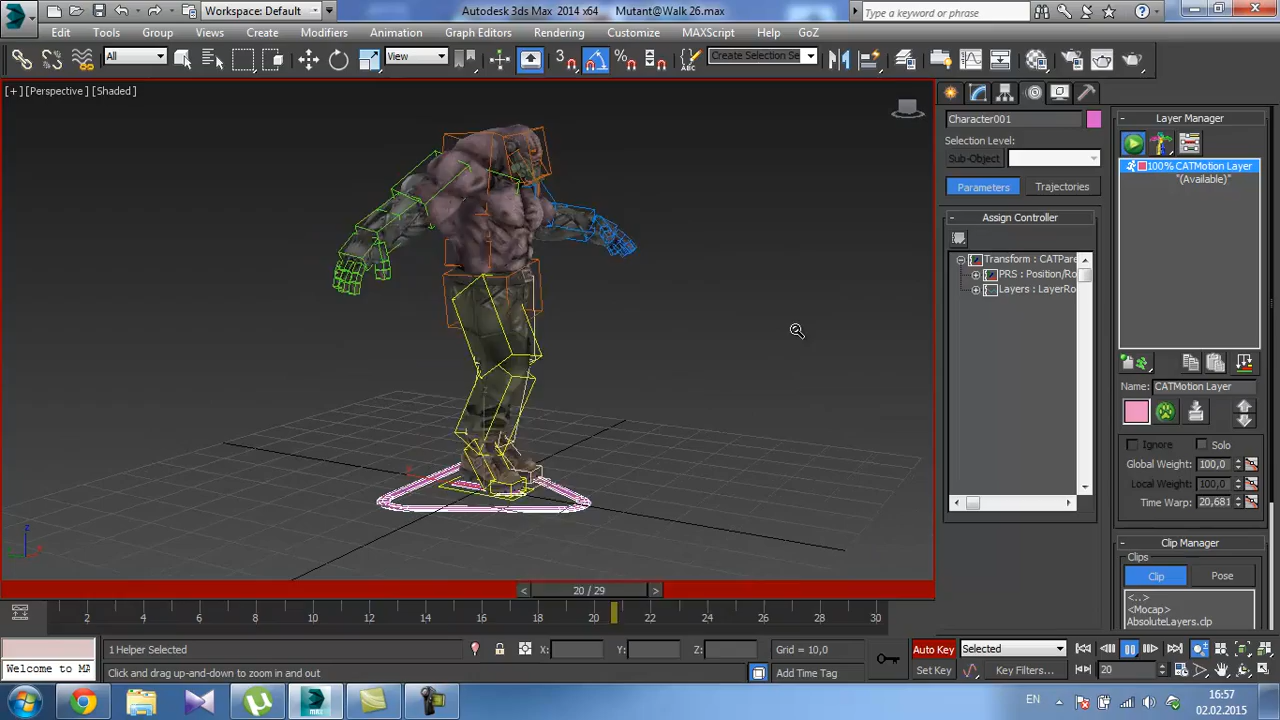 Workspace: Default
Autodesk 3ds Max 2014 x64
Mutant@Walk 26.max
Type a keyword or phrase
Edit
Tools
Group
Views
Create
Modifiers
Animation
Graph Editors
Rendering
Customize
MAXScript
Help
GoZ
All
View
3
Create Selection Se
[+] [Perspective] [Shaded]
Character001
Selection Level:
Sub-Object
Parameters
Trajectories
Assign Controller
Transform : CATPare
PRS : Position/Ro
Layers : LayerRo
Layer Manager
100% CATMotion Layer
"(Available)"
Name: CATMotion Layer
Ignore
Solo
Global Weight: 100,0
Local Weight: 100,0
Time Warp: 20,681
Clip Manager
Clips
Clip
Pose
<..>
<Mocap>
AbsoluteLayers.clp
z
20 / 29
2
4
6
8
10
12
14
16
18
20
22
24
26
28
30
1 Helper Selected
X:
Y:
Z:
Grid = 10,0
Auto Key
Selected
Welcome to MA
Click and drag up-and-down to zoom in and out
Add Time Tag
Set Key
Key Filters...
20
EN
16:57
02.02.2015